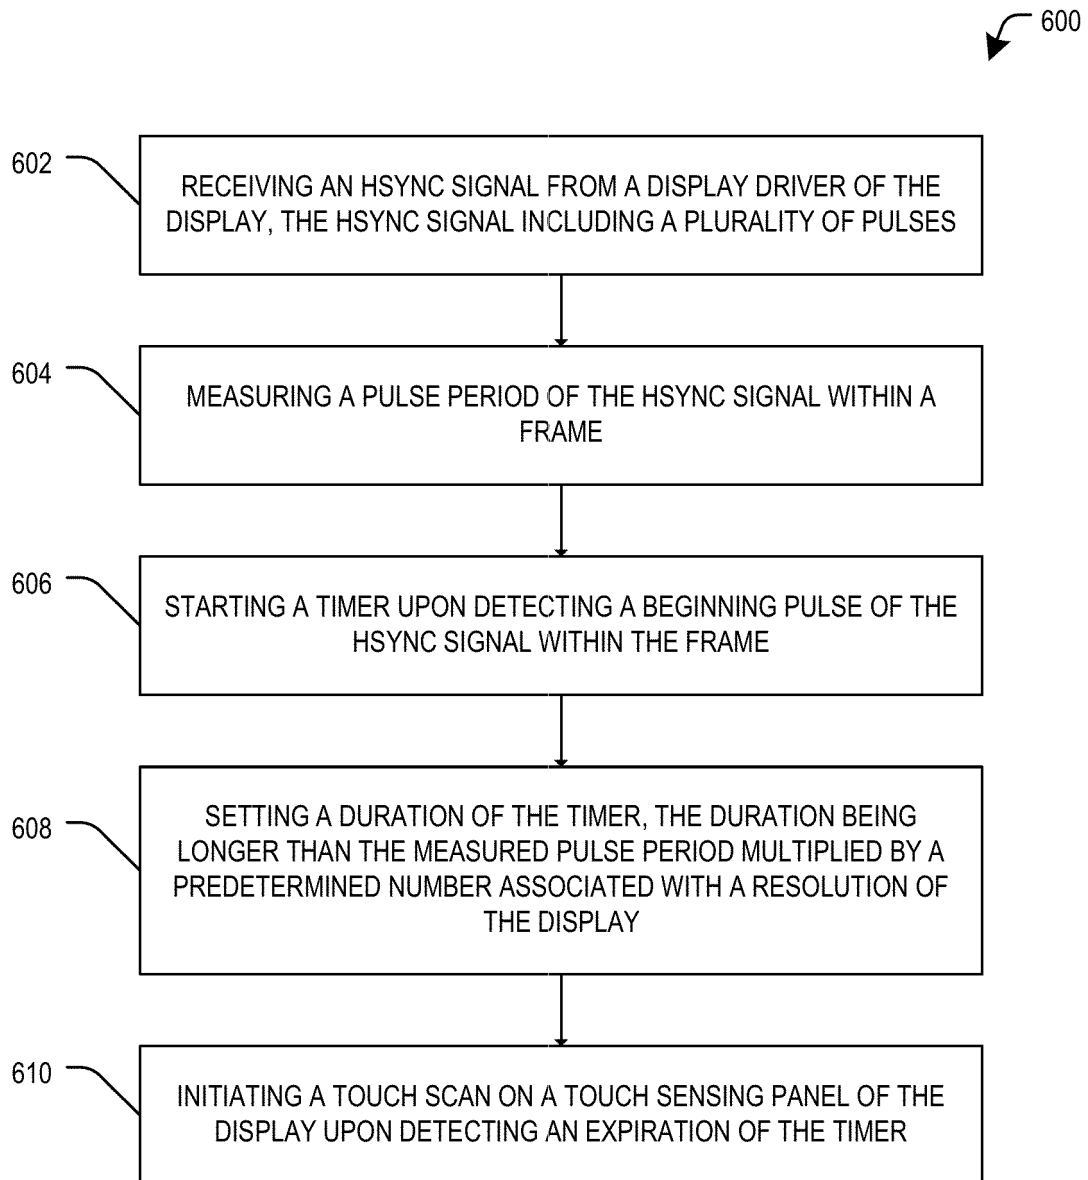 600
602
RECEIVING AN HSYNC SIGNAL FROM A DISPLAY DRIVER OF THE
DISPLAY, THE HSYNC SIGNAL INCLUDING A PLURALITY OF PULSES
604
MEASURING A PULSE PERIOD OF THE HSYNC SIGNAL WITHIN A
FRAME
606
STARTING A TIMER UPON DETECTING A BEGINNING PULSE OF THE
HSYNC SIGNAL WITHIN THE FRAME
608
SETTING A DURATION OF THE TIMER, THE DURATION BEING
LONGER THAN THE MEASURED PULSE PERIOD MULTIPLIED BY A
PREDETERMINED NUMBER ASSOCIATED WITH A RESOLUTION OF
THE DISPLAY
610
INITIATING A TOUCH SCAN ON A TOUCH SENSING PANEL OF THE
DISPLAY UPON DETECTING AN EXPIRATION OF THE TIMER